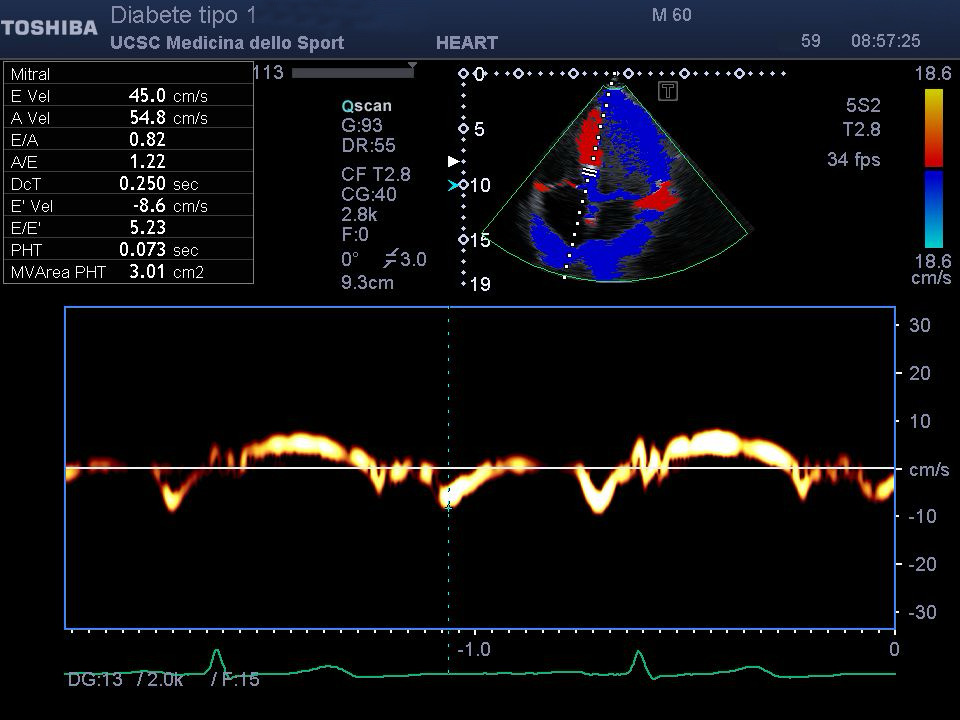 TOSHIBA
Diabete tipo 1
M 60
UCSC Medicina dello Sport
HEART
59 08:57:25
Mitral
E Vel 45.0 cm/s
A Vel 54.8 cm/s
E/A 0.82
A/E 1.22
DcT 0.250 sec
E' Vel -8.6 cm/s
E/E' 5.23
PHT 0.073 sec
MVArea PHT 3.01 cm2
113
Qscan
G:93
DR:55
CF T2.8
CG:40
2.8k
F:0
0° 3.0
9.3cm
0
5
10
15
19
T
5S2
T2.8
34 fps
18.6
18.6
cm/s
30
20
10
cm/s
-10
-20
-30
-1.0
0
DG:13 / 2.0k / F:15